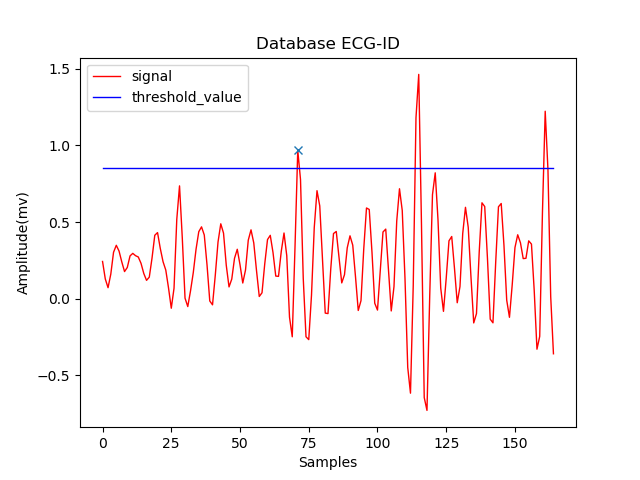 Database ECG-ID
signal
threshold_value
Amplitude(mv)
1.5
1.0
0.5
0.0
−0.5
0 25 50 75 100 125 150
Samples